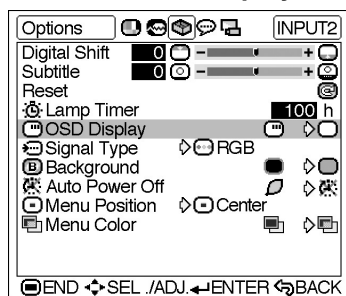 Options INPUT2
Digital Shift 0 − +
Subtitle 0 − +
Reset
Lamp Timer 100 h
OSD Display
Signal Type RGB
B Background
Auto Power Off
Menu Position Center
Menu Color
END SEL ./ADJ. ENTER BACK